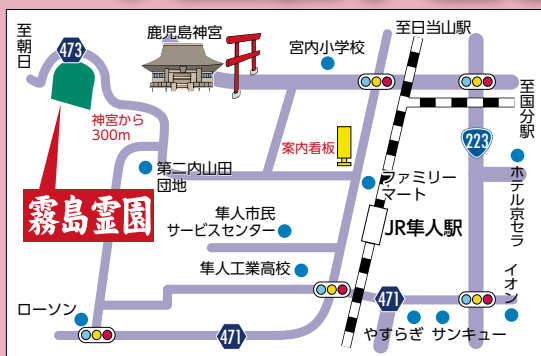 至朝日
473
鹿児島神宮
宮内小学校
至日当山駅
至国分駅
神宮から
300m
案内看板
223
第二内山田
団地
ファミリー
マート
ホテル京セラ
霧島霊園
隼人市民
サービスセンター
JR隼人駅
隼人工業高校
イオン
471
ローソン
471
やすらぎ
サンキュー